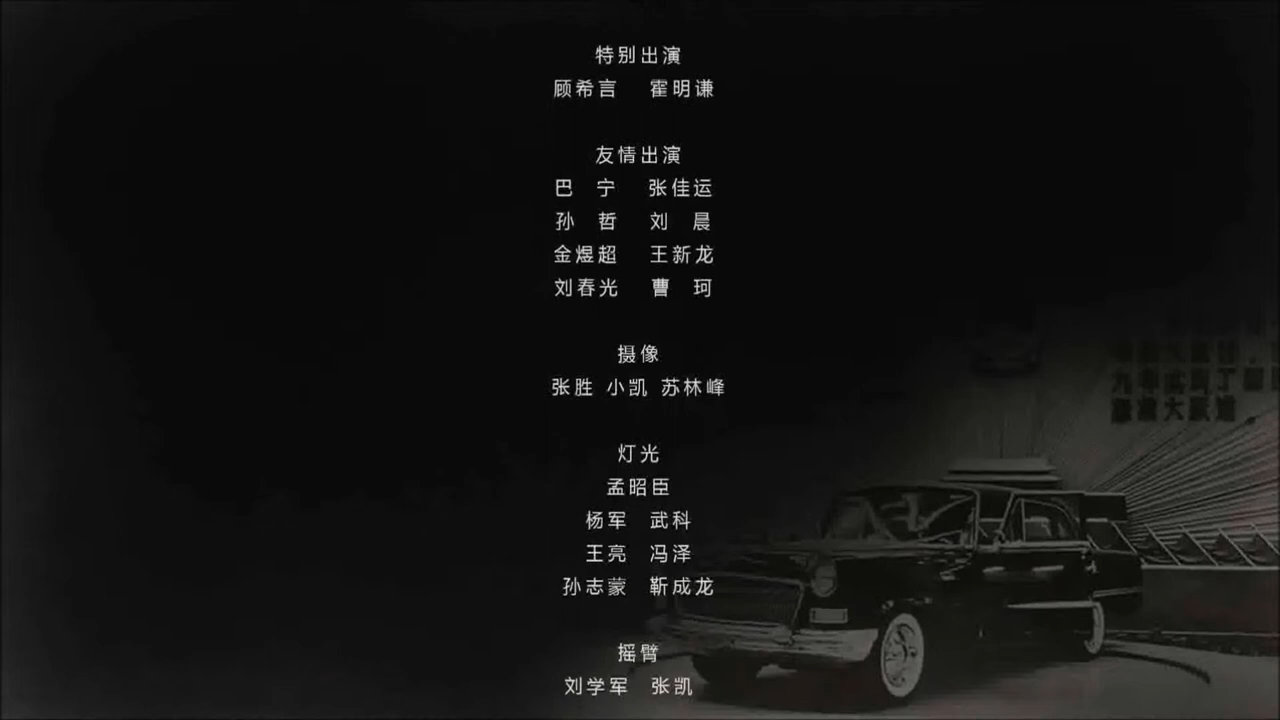 特别出演
顾希言 霍明谦
友情出演
巴 宁 张佳运
孙 哲 刘 晨
金煜超 王新龙
刘春光 曹 珂
摄像
张胜 小凯 苏林峰
灯光
孟昭臣
杨军 武科
王亮 冯泽
孙志蒙 靳成龙
摇臂
刘学军 张凯